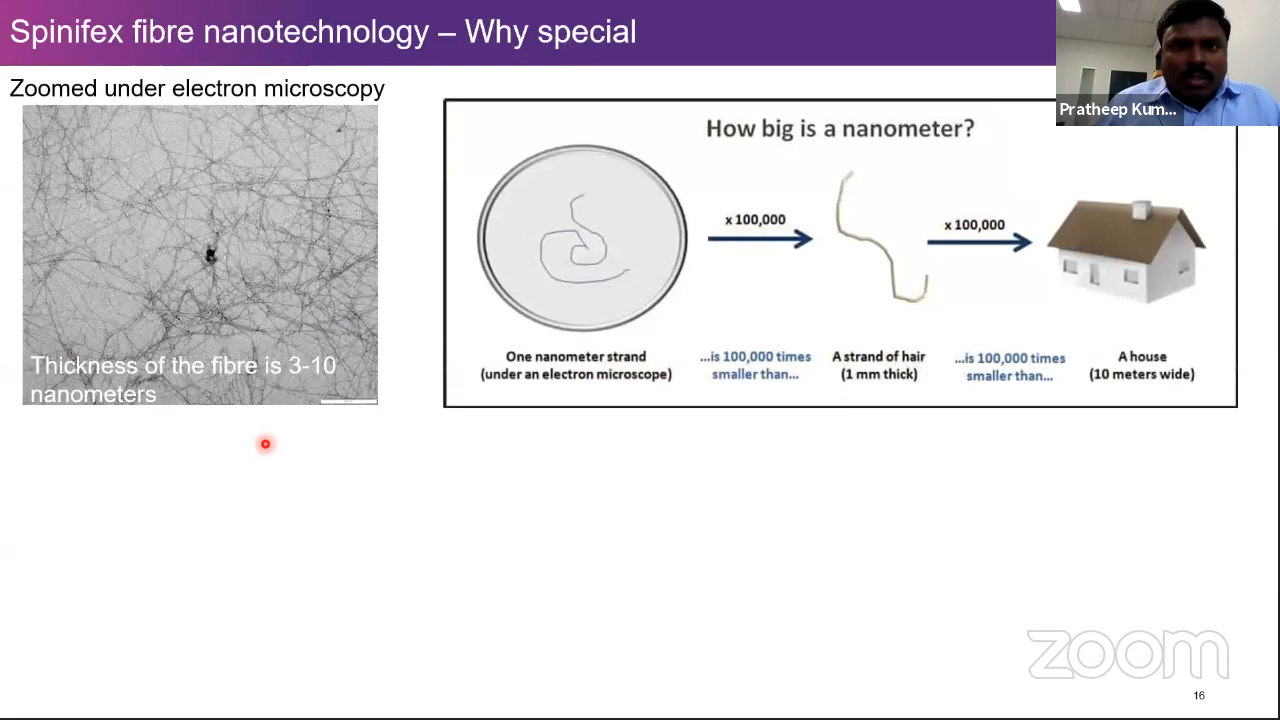 Spinifex fibre nanotechnology – Why special
Pratheep Kum...
Zoomed under electron microscopy
Thickness of the fibre is 3-10
nanometers
How big is a nanometer?
x 100,000
x 100,000
One nanometer strand
(under an electron microscope)
...is 100,000 times
smaller than...
A strand of hair
(1 mm thick)
...is 100,000 times
smaller than...
A house
(10 meters wide)
zoom
16